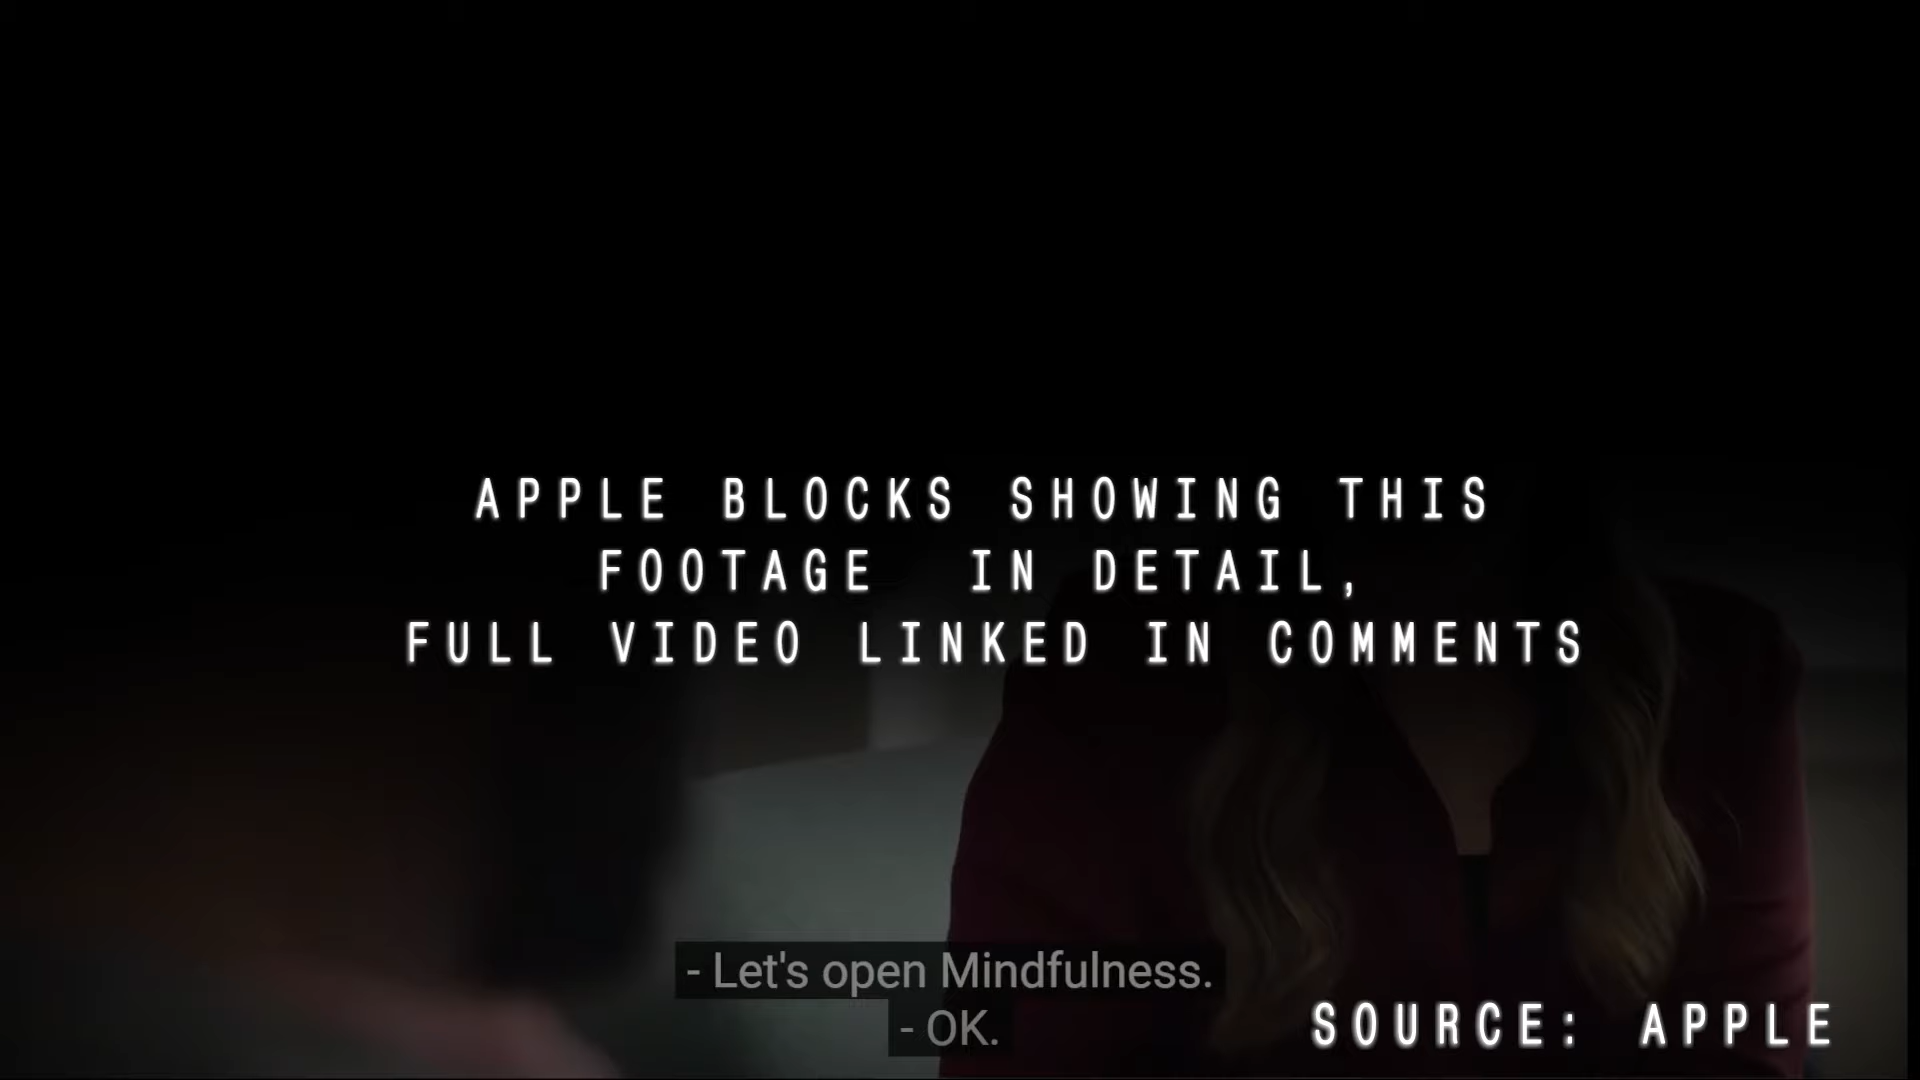 APPLE BLOCKS SHOWING THIS
FOOTAGE IN DETAIL,
FULL VIDEO LINKED IN COMMENTS
- Let's open Mindfulness.
- OK.
SOURCE: APPLE